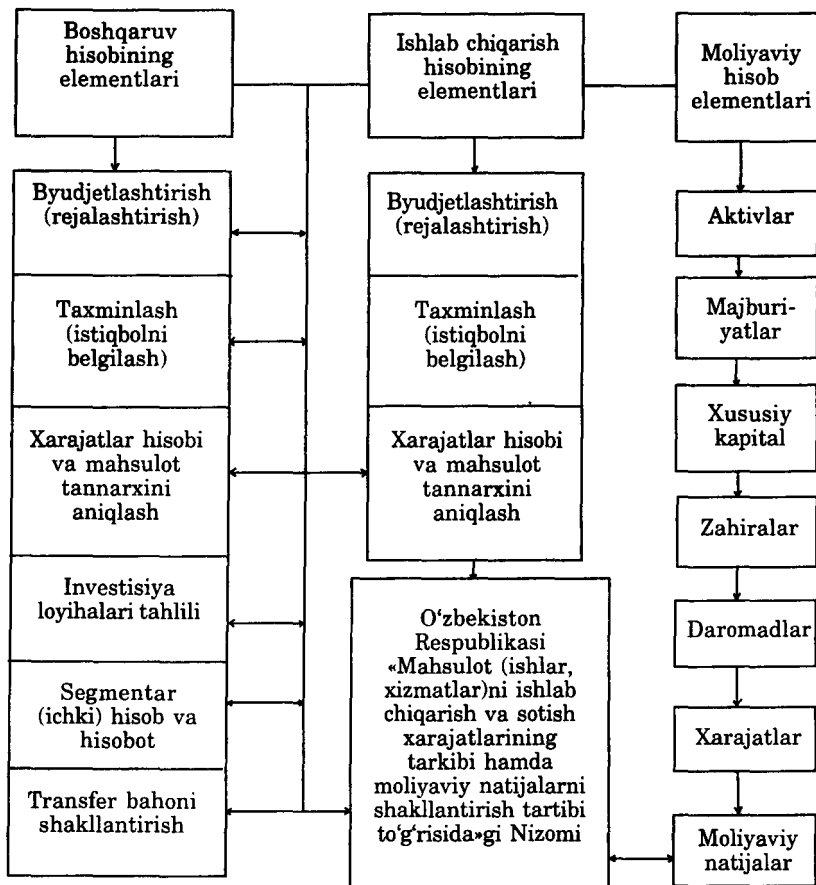 Boshqaruv
hisobining
elementlari
Byudjetlashtirish
(rejalashtirish)
Taxminlash
(istiqbolni
belgilash)
Xarajatlar hisobi
va mahsulot
tannarxini
aniqlash
Investisiya
loyihalari tahlili
Segmentar
(ichki) hisob va
hisobot
Transfer bahoni
shakllantirish
Ishlab chiqarish
hisobining
elementlari
Byudjetlashtirish
(rejalashtirish)
Taxminlash
(istiqbolni
belgilash)
Xarajatlar hisobi
va mahsulot
tannarxini
aniqlash
O‘zbekiston
Respublikasi
«Mahsulot (ishlar,
xizmatlar)ni ishlab
chiqarish va sotish
xarajatlarining
tarkibi hamda
moliyaviy natijalarni
shakllantirish tartibi
to‘g‘risida»gi Nizomi
Moliyaviy
hisob
elementlari
Aktivlar
Majburi-
yatlar
Xususiy
kapital
Zahiralar
Daromadlar
Xarajatlar
Moliyaviy
natijalar